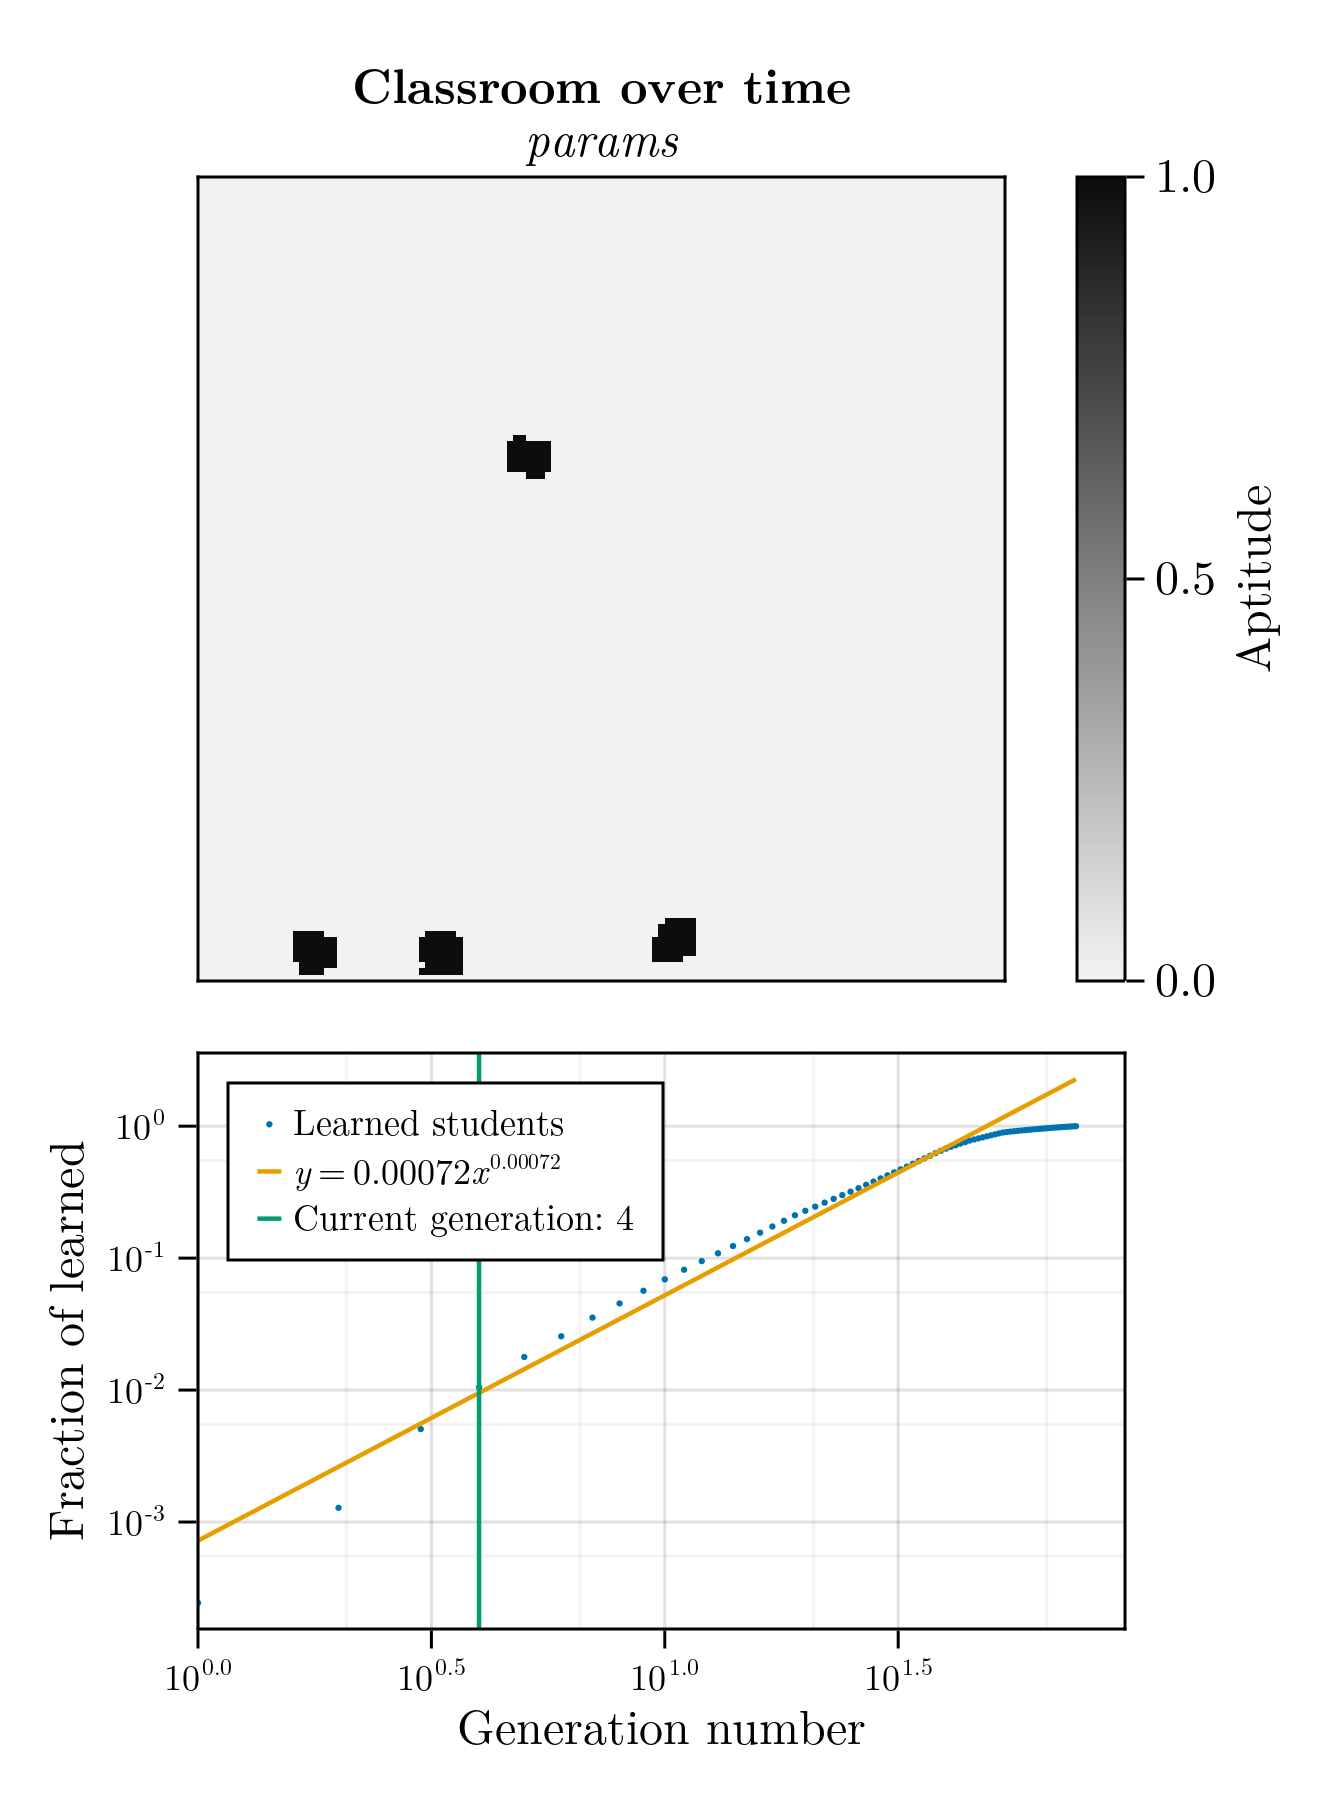 Classroom over time
params
1.0
0.5
0.0
Aptitude
Learned students
y = 0.00072x^0.00072
Current generation: 4
10^0
10^-1
10^-2
10^-3
Fraction of learned
10^0.0 10^0.5 10^1.0 10^1.5
Generation number